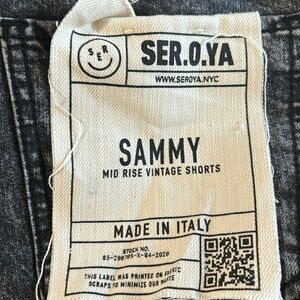 SER
SER.O.YA
WWW.SEROYA.NYC
SAMMY
MID RISE VINTAGE SHORTS
MADE IN ITALY
STOCK NO.
THIS LABEL WAS PRINTED ON FABRIC
SCRAPS TO MINIMIZE OUR WASTE